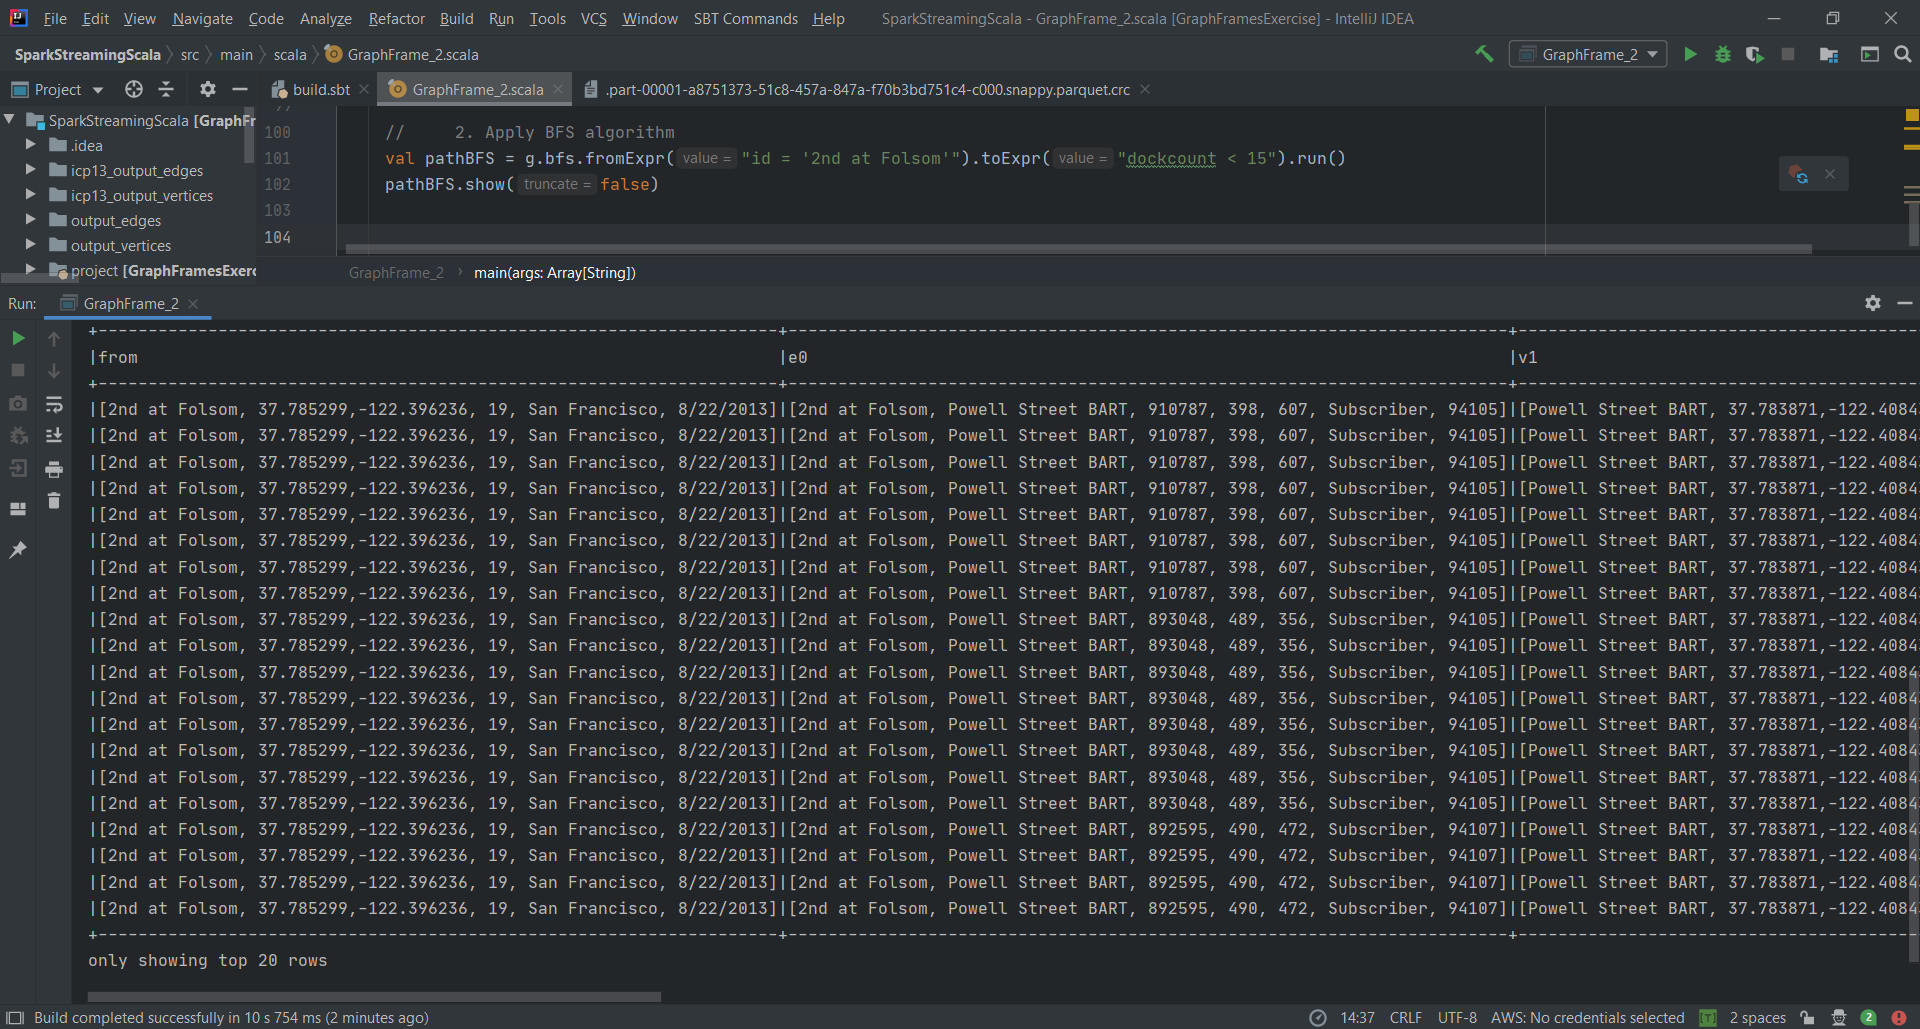 File Edit View Navigate Code Analyze Refactor Build Run Tools VCS Window SBT Commands Help SparkStreamingScala - GraphFrame_2.scala [GraphFramesExercise] - IntelliJ IDEA
SparkStreamingScala src main scala GraphFrame_2.scala GraphFrame_2
Project build.sbt GraphFrame_2.scala .part-00001-a8751373-51c8-457a-847a-f70b3bd751c4-c000.snappy.parquet.crc
SparkStreamingScala [GraphFr
.idea
icp13_output_edges
icp13_output_vertices
output_edges
output_vertices
project [GraphFramesExerc
100 // 2. Apply BFS algorithm
101 val pathBFS = g.bfs.fromExpr( value = "id = '2nd at Folsom'").toExpr( value = "dockcount < 15").run()
102 pathBFS.show( truncate = false)
103
104
GraphFrame_2 main(args: Array[String])
Run: GraphFrame_2
|from |e0 |v1
|[2nd at Folsom, 37.785299,-122.396236, 19, San Francisco, 8/22/2013]|[2nd at Folsom, Powell Street BART, 910787, 398, 607, Subscriber, 94105]|[Powell Street BART, 37.783871,-122.4084
|[2nd at Folsom, 37.785299,-122.396236, 19, San Francisco, 8/22/2013]|[2nd at Folsom, Powell Street BART, 910787, 398, 607, Subscriber, 94105]|[Powell Street BART, 37.783871,-122.4084
|[2nd at Folsom, 37.785299,-122.396236, 19, San Francisco, 8/22/2013]|[2nd at Folsom, Powell Street BART, 910787, 398, 607, Subscriber, 94105]|[Powell Street BART, 37.783871,-122.4084
|[2nd at Folsom, 37.785299,-122.396236, 19, San Francisco, 8/22/2013]|[2nd at Folsom, Powell Street BART, 910787, 398, 607, Subscriber, 94105]|[Powell Street BART, 37.783871,-122.4084
|[2nd at Folsom, 37.785299,-122.396236, 19, San Francisco, 8/22/2013]|[2nd at Folsom, Powell Street BART, 910787, 398, 607, Subscriber, 94105]|[Powell Street BART, 37.783871,-122.4084
|[2nd at Folsom, 37.785299,-122.396236, 19, San Francisco, 8/22/2013]|[2nd at Folsom, Powell Street BART, 910787, 398, 607, Subscriber, 94105]|[Powell Street BART, 37.783871,-122.4084
|[2nd at Folsom, 37.785299,-122.396236, 19, San Francisco, 8/22/2013]|[2nd at Folsom, Powell Street BART, 910787, 398, 607, Subscriber, 94105]|[Powell Street BART, 37.783871,-122.4084
|[2nd at Folsom, 37.785299,-122.396236, 19, San Francisco, 8/22/2013]|[2nd at Folsom, Powell Street BART, 910787, 398, 607, Subscriber, 94105]|[Powell Street BART, 37.783871,-122.4084
|[2nd at Folsom, 37.785299,-122.396236, 19, San Francisco, 8/22/2013]|[2nd at Folsom, Powell Street BART, 893048, 489, 356, Subscriber, 94105]|[Powell Street BART, 37.783871,-122.4084
|[2nd at Folsom, 37.785299,-122.396236, 19, San Francisco, 8/22/2013]|[2nd at Folsom, Powell Street BART, 893048, 489, 356, Subscriber, 94105]|[Powell Street BART, 37.783871,-122.4084
|[2nd at Folsom, 37.785299,-122.396236, 19, San Francisco, 8/22/2013]|[2nd at Folsom, Powell Street BART, 893048, 489, 356, Subscriber, 94105]|[Powell Street BART, 37.783871,-122.4084
|[2nd at Folsom, 37.785299,-122.396236, 19, San Francisco, 8/22/2013]|[2nd at Folsom, Powell Street BART, 893048, 489, 356, Subscriber, 94105]|[Powell Street BART, 37.783871,-122.4084
|[2nd at Folsom, 37.785299,-122.396236, 19, San Francisco, 8/22/2013]|[2nd at Folsom, Powell Street BART, 893048, 489, 356, Subscriber, 94105]|[Powell Street BART, 37.783871,-122.4084
|[2nd at Folsom, 37.785299,-122.396236, 19, San Francisco, 8/22/2013]|[2nd at Folsom, Powell Street BART, 893048, 489, 356, Subscriber, 94105]|[Powell Street BART, 37.783871,-122.4084
|[2nd at Folsom, 37.785299,-122.396236, 19, San Francisco, 8/22/2013]|[2nd at Folsom, Powell Street BART, 893048, 489, 356, Subscriber, 94105]|[Powell Street BART, 37.783871,-122.4084
|[2nd at Folsom, 37.785299,-122.396236, 19, San Francisco, 8/22/2013]|[2nd at Folsom, Powell Street BART, 893048, 489, 356, Subscriber, 94105]|[Powell Street BART, 37.783871,-122.4084
|[2nd at Folsom, 37.785299,-122.396236, 19, San Francisco, 8/22/2013]|[2nd at Folsom, Powell Street BART, 892595, 490, 472, Subscriber, 94107]|[Powell Street BART, 37.783871,-122.4084
|[2nd at Folsom, 37.785299,-122.396236, 19, San Francisco, 8/22/2013]|[2nd at Folsom, Powell Street BART, 892595, 490, 472, Subscriber, 94107]|[Powell Street BART, 37.783871,-122.4084
|[2nd at Folsom, 37.785299,-122.396236, 19, San Francisco, 8/22/2013]|[2nd at Folsom, Powell Street BART, 892595, 490, 472, Subscriber, 94107]|[Powell Street BART, 37.783871,-122.4084
|[2nd at Folsom, 37.785299,-122.396236, 19, San Francisco, 8/22/2013]|[2nd at Folsom, Powell Street BART, 892595, 490, 472, Subscriber, 94107]|[Powell Street BART, 37.783871,-122.4084
only showing top 20 rows
Build completed successfully in 10 s 754 ms (2 minutes ago) 14:37 CRLF UTF-8 AWS: No credentials selected [T] 2 spaces 2